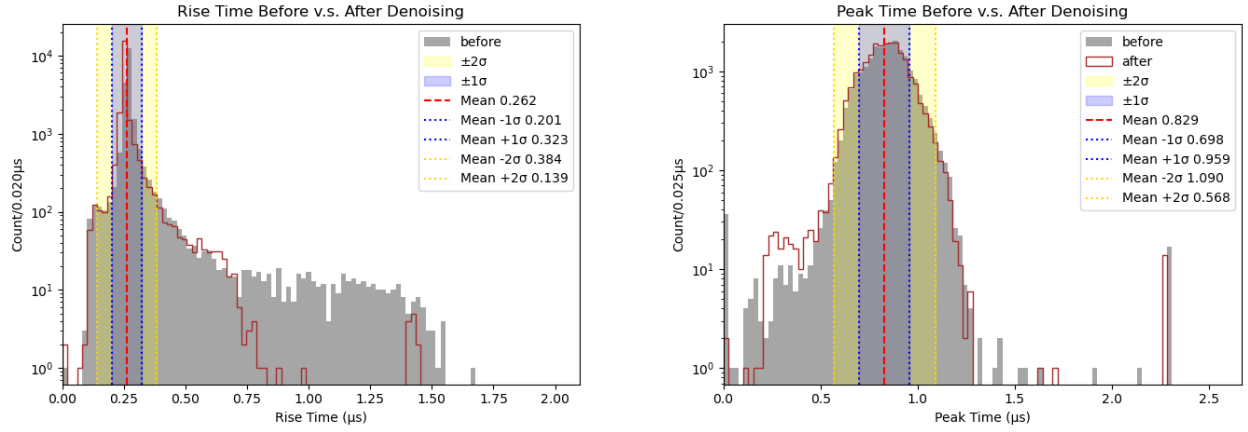 Rise Time Before v.s. After Denoising
Count/0.020μs
10⁴
10³
10²
10¹
10⁰
0.00 0.25 0.50 0.75 1.00 1.25 1.50 1.75 2.00
Rise Time (μs)
before
±2σ
±1σ
Mean 0.262
Mean -1σ 0.201
Mean +1σ 0.323
Mean -2σ 0.384
Mean +2σ 0.139
Peak Time Before v.s. After Denoising
Count/0.025μs
10³
10²
10¹
10⁰
0.0 0.5 1.0 1.5 2.0 2.5
Peak Time (μs)
before
after
±2σ
±1σ
Mean 0.829
Mean -1σ 0.698
Mean +1σ 0.959
Mean -2σ 1.090
Mean +2σ 0.568